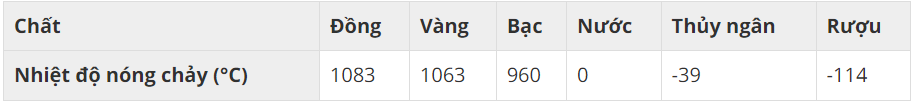 Chất Đồng Vàng Bạc Nước Thủy ngân Rượu
Nhiệt độ nóng chảy (°C) 1083 1063 960 0 -39 -114